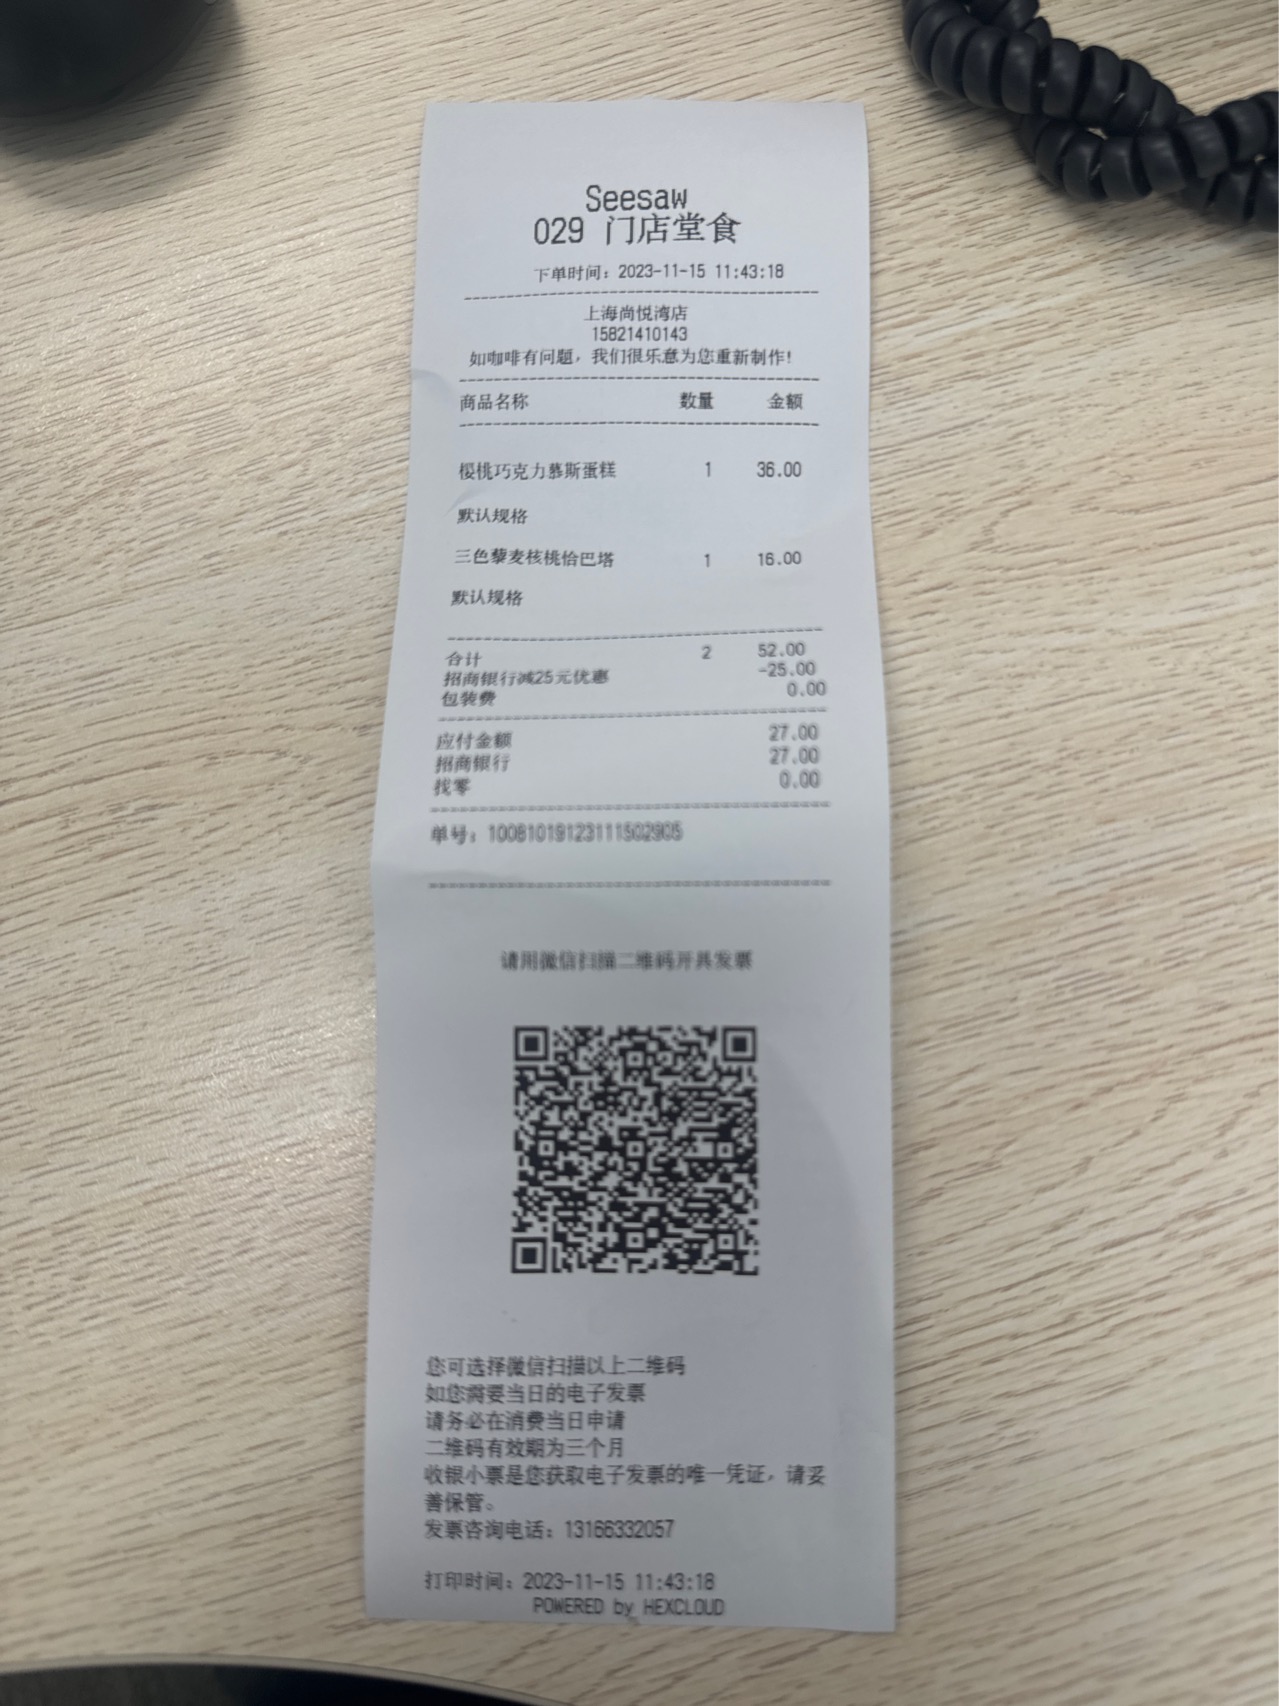 Seesaw
029 门店堂食
下单时间：2023-11-15 11:43:18
上海尚悦湾店
15821410143
如咖啡有问题，我们很乐意为您重新制作！
商品名称 数量 金额
樱桃巧克力慕斯蛋糕 1 36.00
默认规格
三色藜麦核桃恰巴塔 1 16.00
默认规格
合计 2 52.00
招商银行减25元优惠 -25.00
包装费 0.00
应付金额 27.00
招商银行 27.00
找零 0.00
单号：1008101912311502905
请用微信扫描二维码开具发票
您可选择微信扫描以上二维码
如您需要当日的电子发票
请务必在消费当日申请
二维码有效期为三个月
收银小票是您获取电子发票的唯一凭证，请妥
善保管。
发票咨询电话：13166332057
打印时间：2023-11-15 11:43:18
POWERED by HEXCLOUD